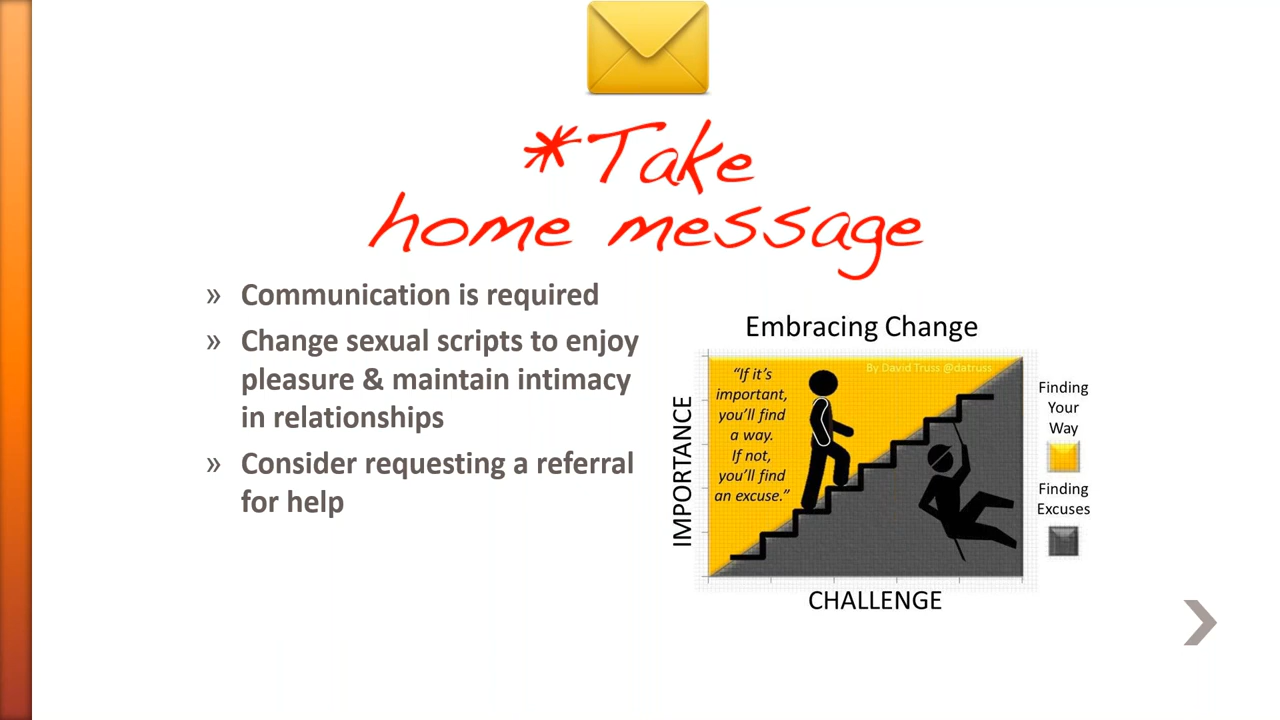 *Take
home message
» Communication is required
» Change sexual scripts to enjoy
pleasure & maintain intimacy
in relationships
» Consider requesting a referral
for help
Embracing Change
By David Truss @datruss
“If it’s
important,
you’ll find
a way.
If not,
you’ll find
an excuse.”
IMPORTANCE
CHALLENGE
Finding
Your
Way
Finding
Excuses